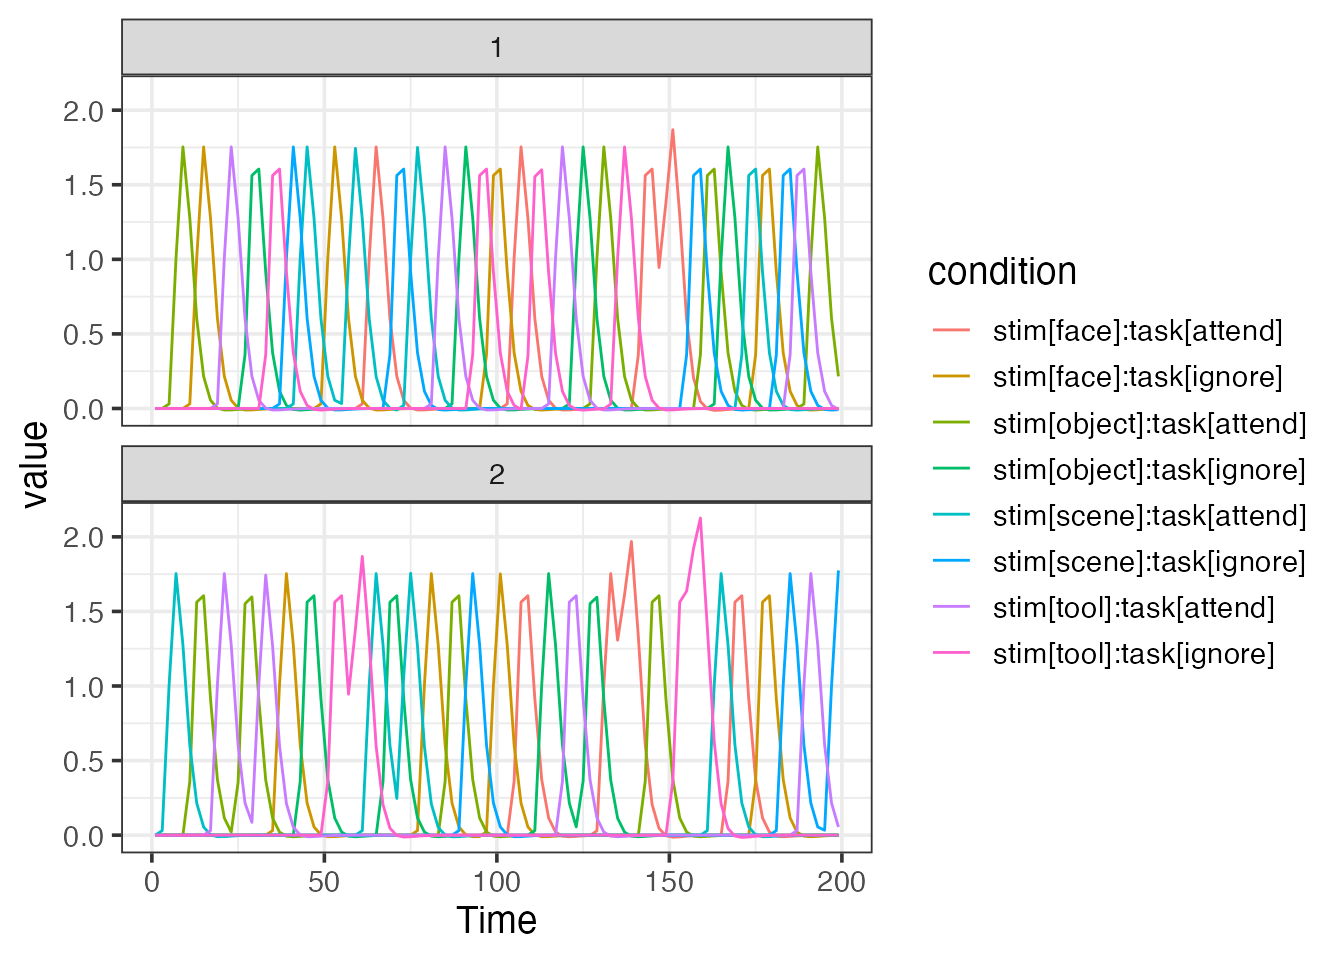 1
2.0
1.5
1.0
0.5
0.0
value
2
2.0
1.5
1.0
0.5
0.0
0 50 100 150 200
Time
condition
stim[face]:task[attend]
stim[face]:task[ignore]
stim[object]:task[attend]
stim[object]:task[ignore]
stim[scene]:task[attend]
stim[scene]:task[ignore]
stim[tool]:task[attend]
stim[tool]:task[ignore]